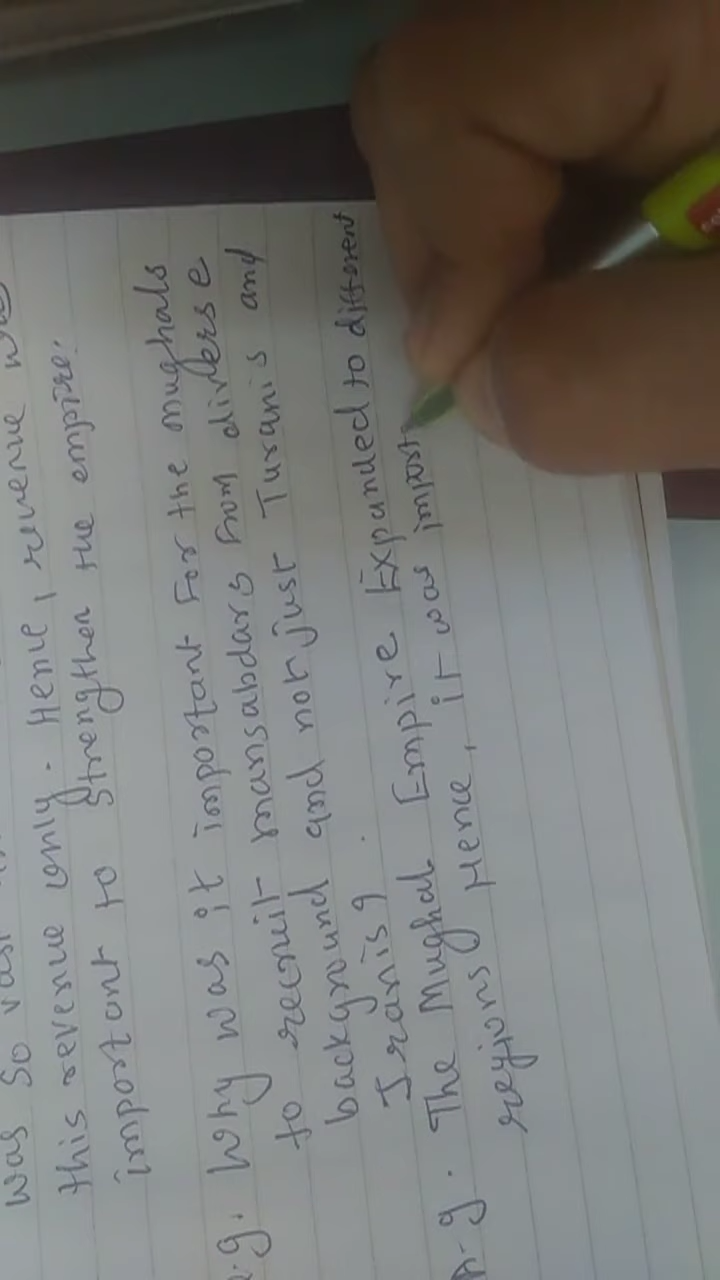 was so vast
this revenue only. Hence, revenue was
important to strengthen the empire.
9. Why was it important for the mughals
to recruit mansabdars from diverse
background and not just Turanis and
Iranis?
A-9. The Mughal Empire Expanded to different
regions Hence, it was import